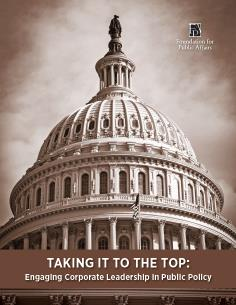 Foundation for
Public Affairs
TAKING IT TO THE TOP:
Engaging Corporate Leadership in Public Policy